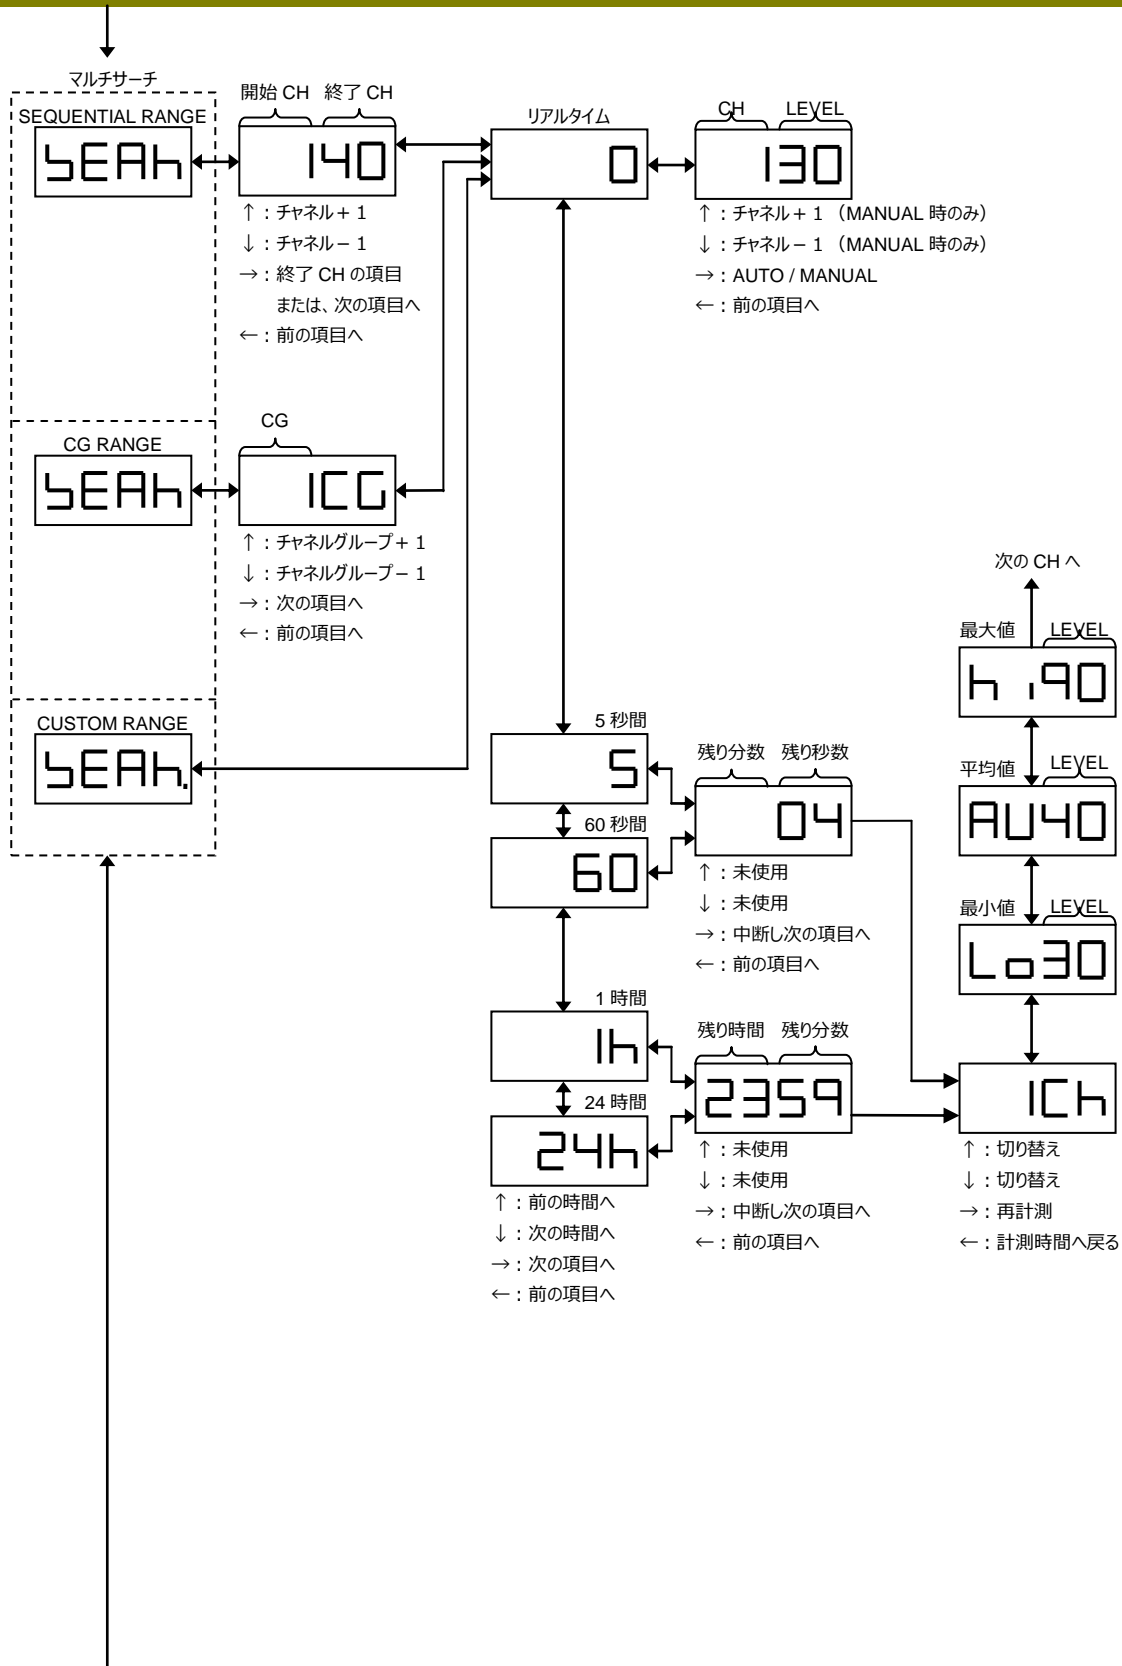 マルチサーチ
SEQUENTIAL RANGE
開始 CH 終了 CH
リアルタイム
CH LEVEL
140
0
130
↑：チャネル＋1
↓：チャネル－1
→：終了 CH の項目
または、次の項目へ
←：前の項目へ
↑：チャネル＋1 （MANUAL 時のみ）
↓：チャネル－1 （MANUAL 時のみ）
→：AUTO / MANUAL
←：前の項目へ
CG RANGE
CG
1CG
↑：チャネルグループ＋1
↓：チャネルグループ－1
→：次の項目へ
←：前の項目へ
CUSTOM RANGE
5 秒間
5
60 秒間
60
残り分数 残り秒数
04
↑：未使用
↓：未使用
→：中断し次の項目へ
←：前の項目へ
1 時間
1h
24 時間
24h
↑：前の時間へ
↓：次の時間へ
→：次の項目へ
←：前の項目へ
残り時間 残り分数
2359
↑：未使用
↓：未使用
→：中断し次の項目へ
←：前の項目へ
次の CH へ
最大値 LEVEL
hi90
平均値 LEVEL
AU40
最小値 LEVEL
Lo30
1Ch
↑：切り替え
↓：切り替え
→：再計測
←：計測時間へ戻る